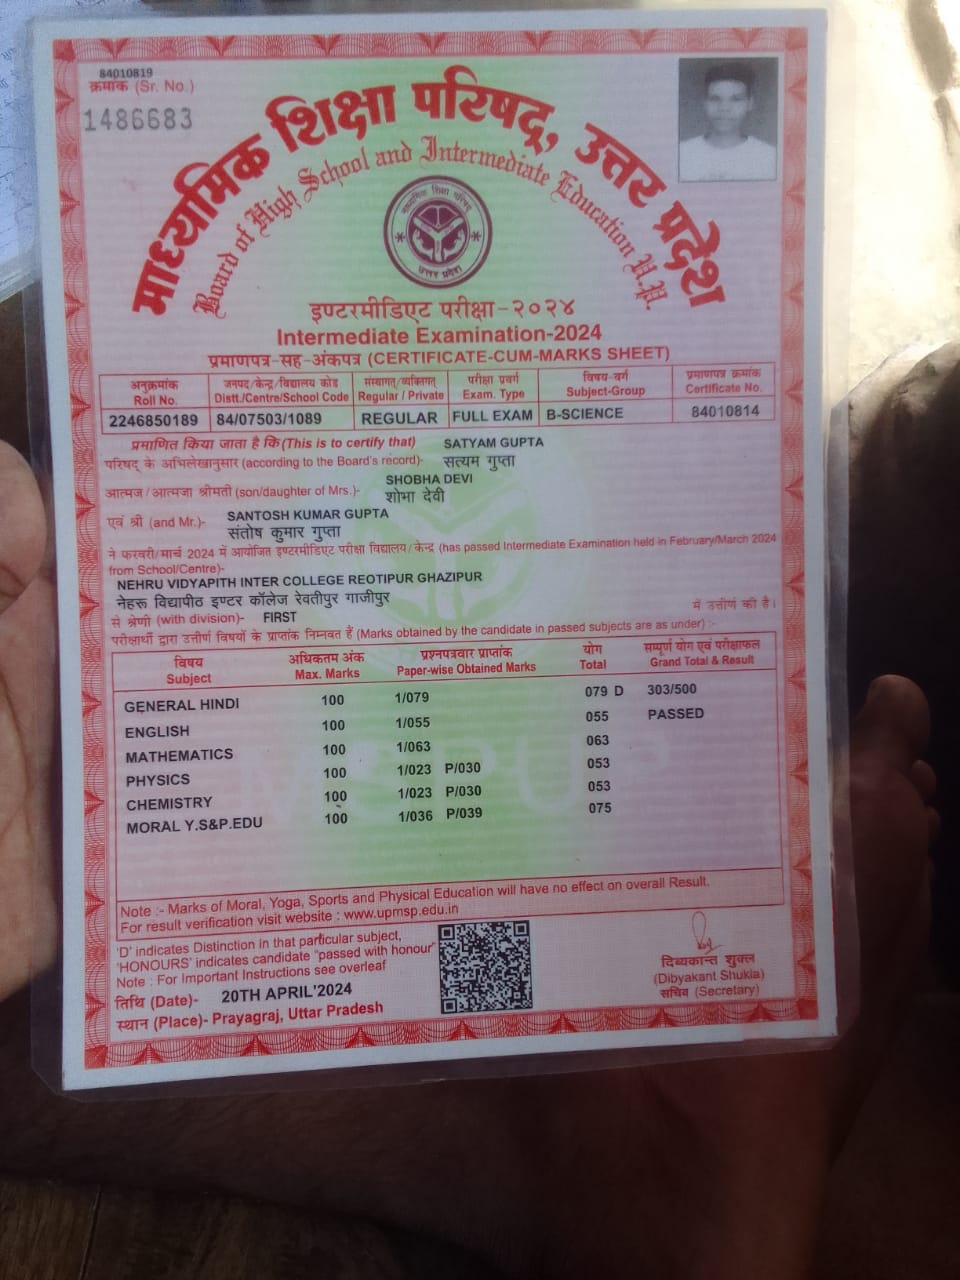 84010819
क्रमांक (Sr. No.)
1486683
माध्यमिक शिक्षा परिषद्, उत्तर प्रदेश
Board of High School and Intermediate Education U.P.
माध्यमिक शिक्षा परिषद्
उत्तर प्रदेश
इण्टरमीडिएट परीक्षा-२०२४
Intermediate Examination-2024
प्रमाणपत्र-सह-अंकपत्र (CERTIFICATE-CUM-MARKS SHEET)
अनुक्रमांक जनपद/केन्द्र/विद्यालय कोड संस्थागत/व्यक्तिगत परीक्षा प्रवर्ग विषय-वर्ग प्रमाणपत्र क्रमांक
Roll No. Distt./Centre/School Code Regular / Private Exam. Type Subject-Group Certificate No.
2246850189 84/07503/1089 REGULAR FULL EXAM B-SCIENCE 84010814
प्रमाणित किया जाता है कि (This is to certify that) SATYAM GUPTA
परिषद् के अभिलेखानुसार (according to the Board's record)- सत्यम गुप्ता
SHOBHA DEVI
आत्मज/आत्मजा श्रीमती (son/daughter of Mrs.)- शोभा देवी
SANTOSH KUMAR GUPTA
एवं श्री (and Mr.)- संतोष कुमार गुप्ता
ने फरवरी/मार्च 2024 में आयोजित इण्टरमीडिएट परीक्षा विद्यालय/केन्द्र (has passed Intermediate Examination held in February/March 2024
from School/Centre)-
NEHRU VIDYAPITH INTER COLLEGE REOTIPUR GHAZIPUR
नेहरू विद्यापीठ इण्टर कॉलेज रेवतीपुर गाजीपुर
से श्रेणी (with division)- FIRST में उत्तीर्ण की है।
परीक्षार्थी द्वारा उत्तीर्ण विषयों के प्राप्तांक निम्नवत हैं (Marks obtained by the candidate in passed subjects are as under) :-
विषय अधिकतम अंक प्रश्नपत्रवार प्राप्तांक योग सम्पूर्ण योग एवं परीक्षाफल
Subject Max. Marks Paper-wise Obtained Marks Total Grand Total & Result
GENERAL HINDI 100 1/079 079 D 303/500
ENGLISH 100 1/055 055 PASSED
MATHEMATICS 100 1/063 063
PHYSICS 100 1/023 P/030 053
CHEMISTRY 100 1/023 P/030 053
MORAL Y.S&P.EDU 100 1/036 P/039 075
Note :- Marks of Moral, Yoga, Sports and Physical Education will have no effect on overall Result.
For result verification visit website : www.upmsp.edu.in
'D' indicates Distinction in that particular subject,
'HONOURS' indicates candidate "passed with honour"
Note : For Important Instructions see overleaf
तिथि (Date)- 20TH APRIL'2024
स्थान (Place)- Prayagraj, Uttar Pradesh
दिब्यकान्त शुक्ल
(Dibyakant Shukla)
सचिव (Secretary)